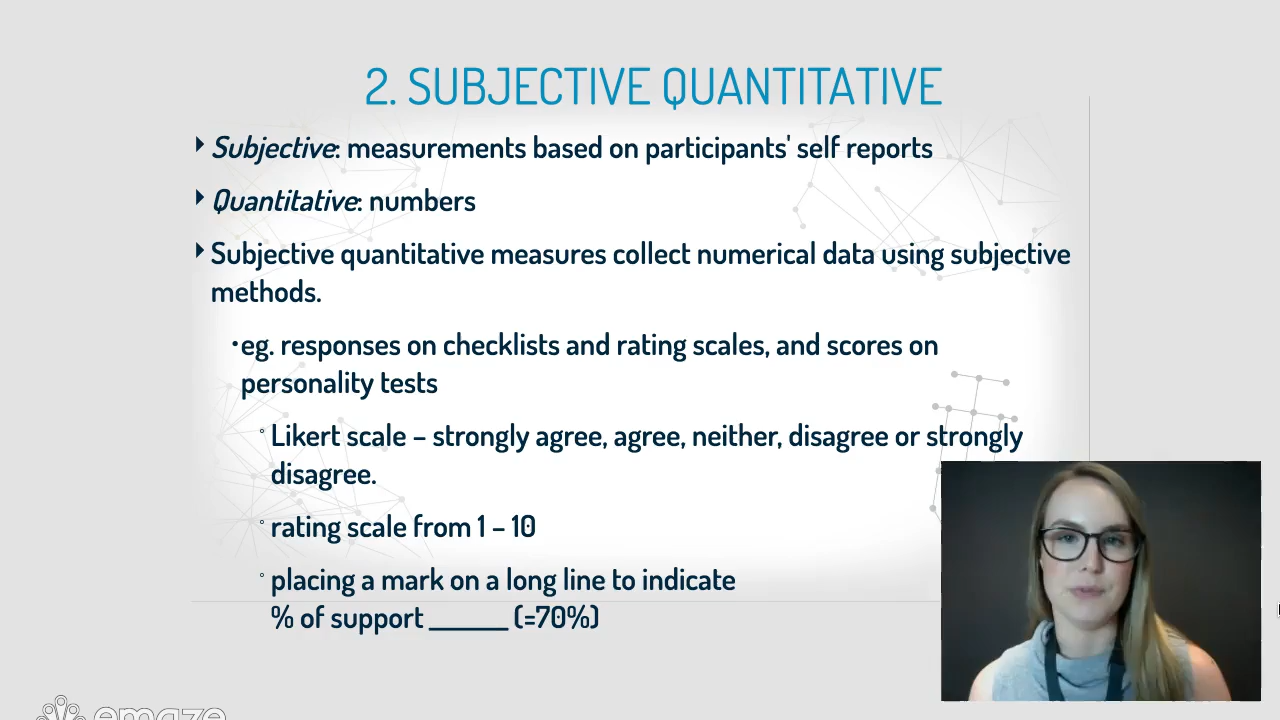 2. SUBJECTIVE QUANTITATIVE
Subjective: measurements based on participants' self reports
Quantitative: numbers
Subjective quantitative measures collect numerical data using subjective
methods.
eg. responses on checklists and rating scales, and scores on
personality tests
Likert scale – strongly agree, agree, neither, disagree or strongly
disagree.
rating scale from 1 – 10
placing a mark on a long line to indicate
% of support ______ (=70%)
emaze